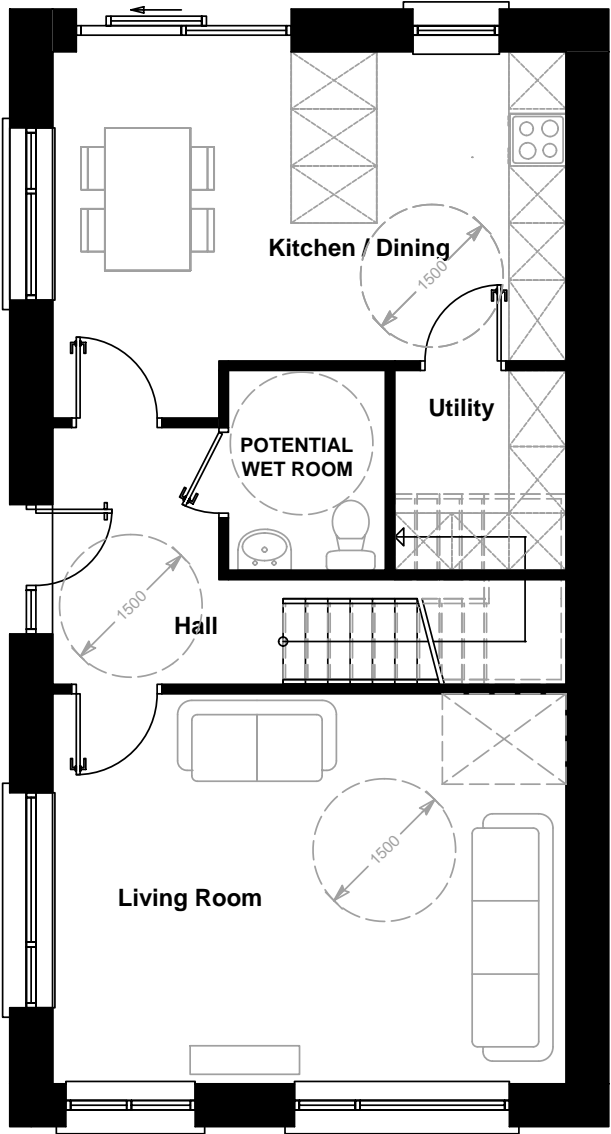 Kitchen / Dining
1500
Utility
POTENTIAL
WET ROOM
1500
Hall
1500
Living Room